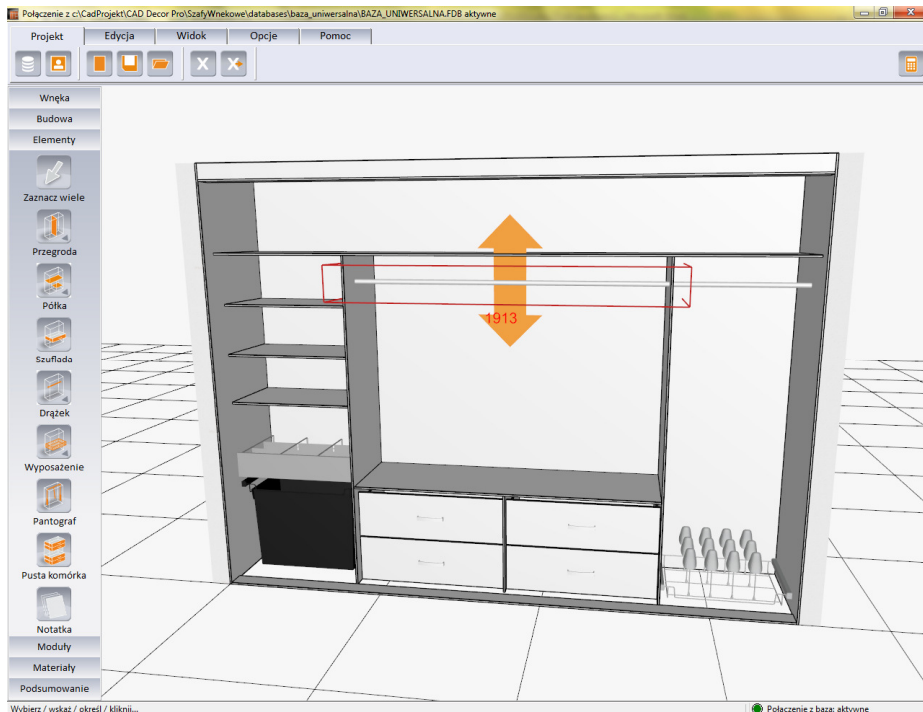 Połączenie z c:\CadProjekt\CAD Decor Pro\SzafyWnekowe\databases\baza_uniwersalna\BAZA_UNIWERSALNA.FDB aktywne
Projekt Edycja Widok Opcje Pomoc
Wnęka
Budowa
Elementy
Zaznacz wiele
Przegroda
Półka
Szuflada
Drążek
Wyposażenie
Pantograf
Pusta komórka
Notatka
Moduły
Materiały
Podsumowanie
1913
Wybierz / wskaż / określ / kliknij... Połączenie z bazą: aktywne